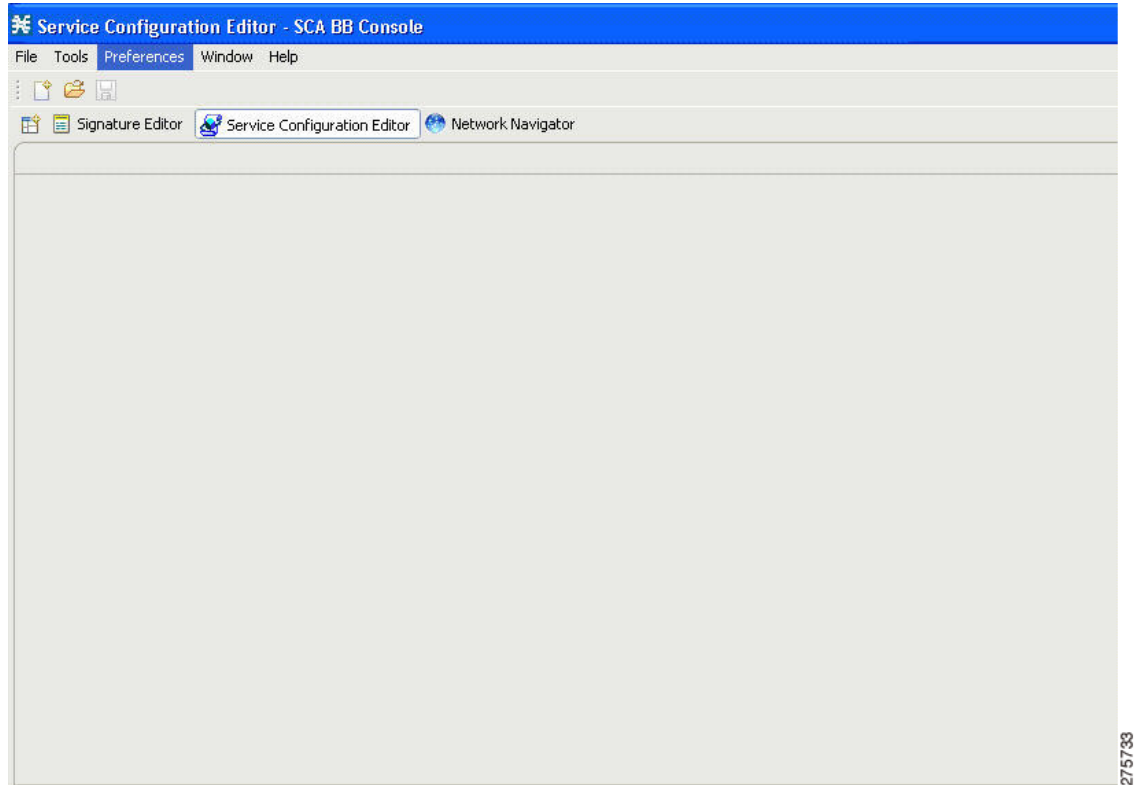 Service Configuration Editor - SCA BB Console
File Tools Preferences Window Help
Signature Editor Service Configuration Editor Network Navigator
275733